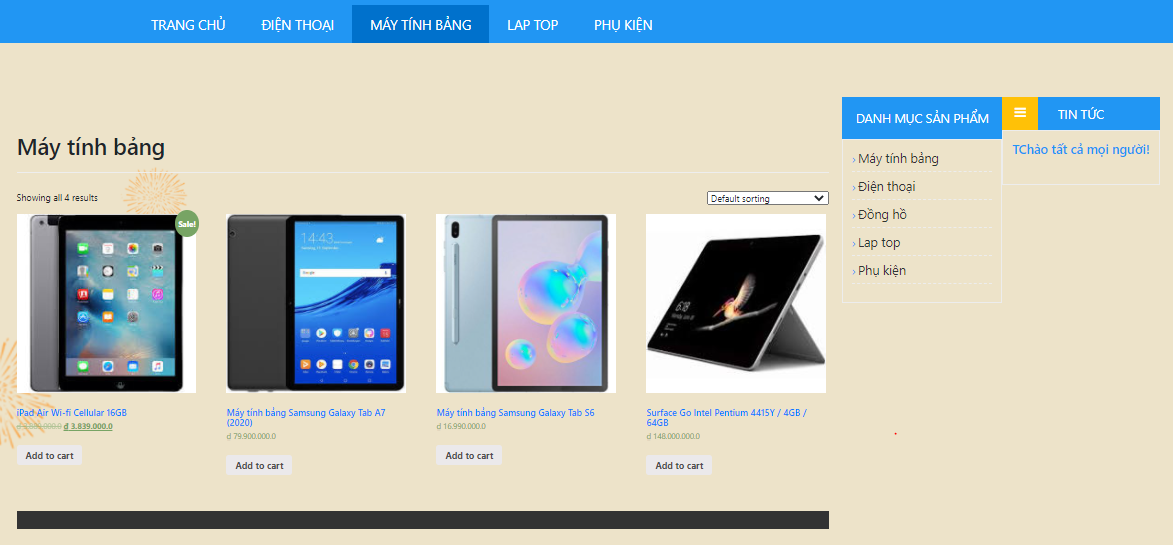 TRANG CHỦ ĐIỆN THOẠI MÁY TÍNH BẢNG LAP TOP PHỤ KIỆN
Máy tính bảng
Showing all 4 results
Default sorting
Sale!
iPad Air Wi-fi Cellular 16GB
₫ 3.839.000.0
Add to cart
14:43
Google
Máy tính bảng Samsung Galaxy Tab A7
(2020)
₫ 79.900.000.0
Add to cart
Máy tính bảng Samsung Galaxy Tab S6
₫ 16.990.000.0
Add to cart
6:18
Surface Go Intel Pentium 4415Y / 4GB /
64GB
₫ 148.000.000.0
Add to cart
DANH MỤC SẢN PHẨM
› Máy tính bảng
› Điện thoại
› Đồng hồ
› Lap top
› Phụ kiện
TIN TỨC
TChào tất cả mọi người!